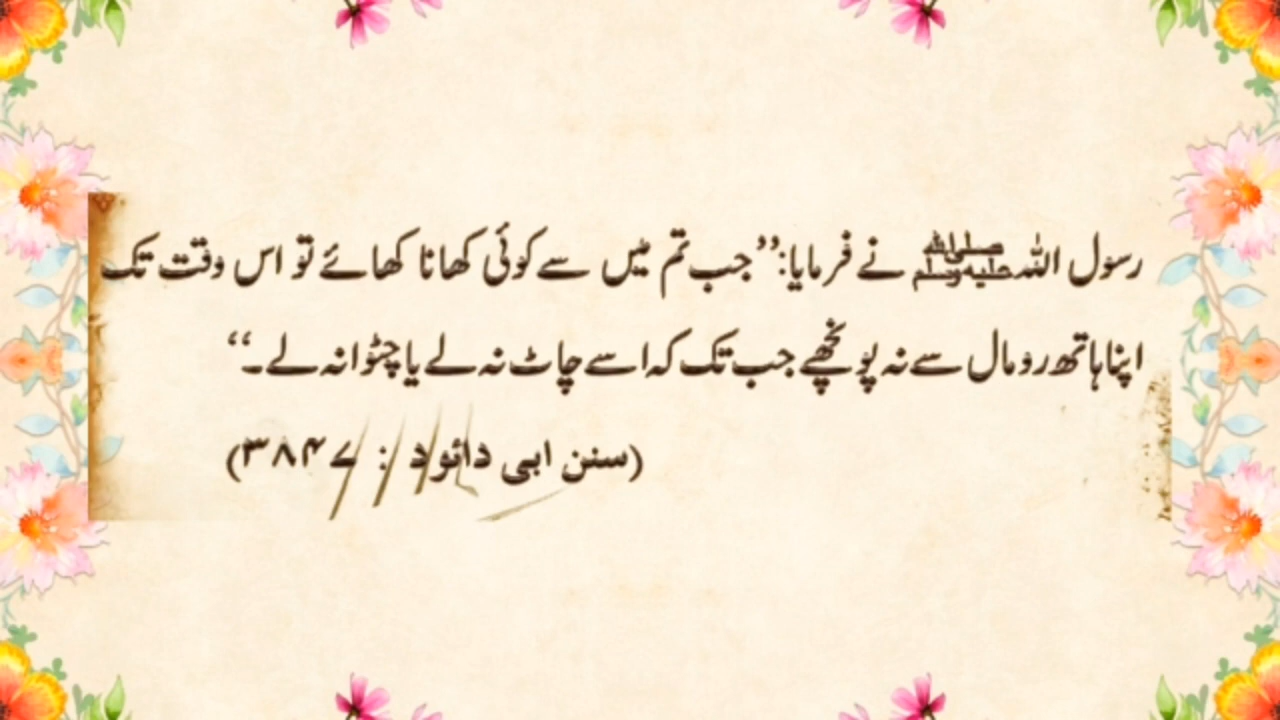 رسول اللہ ﷺ نے فرمایا: ’’جب تم میں سے کوئی کھانا کھائے تو اس وقت تک
اپنا ہاتھ رومال سے نہ پونچھے جب تک کہ اسے چاٹ نہ لے یا چٹوا نہ لے۔‘‘
(سنن ابی دائود : ۳۸۴۷)